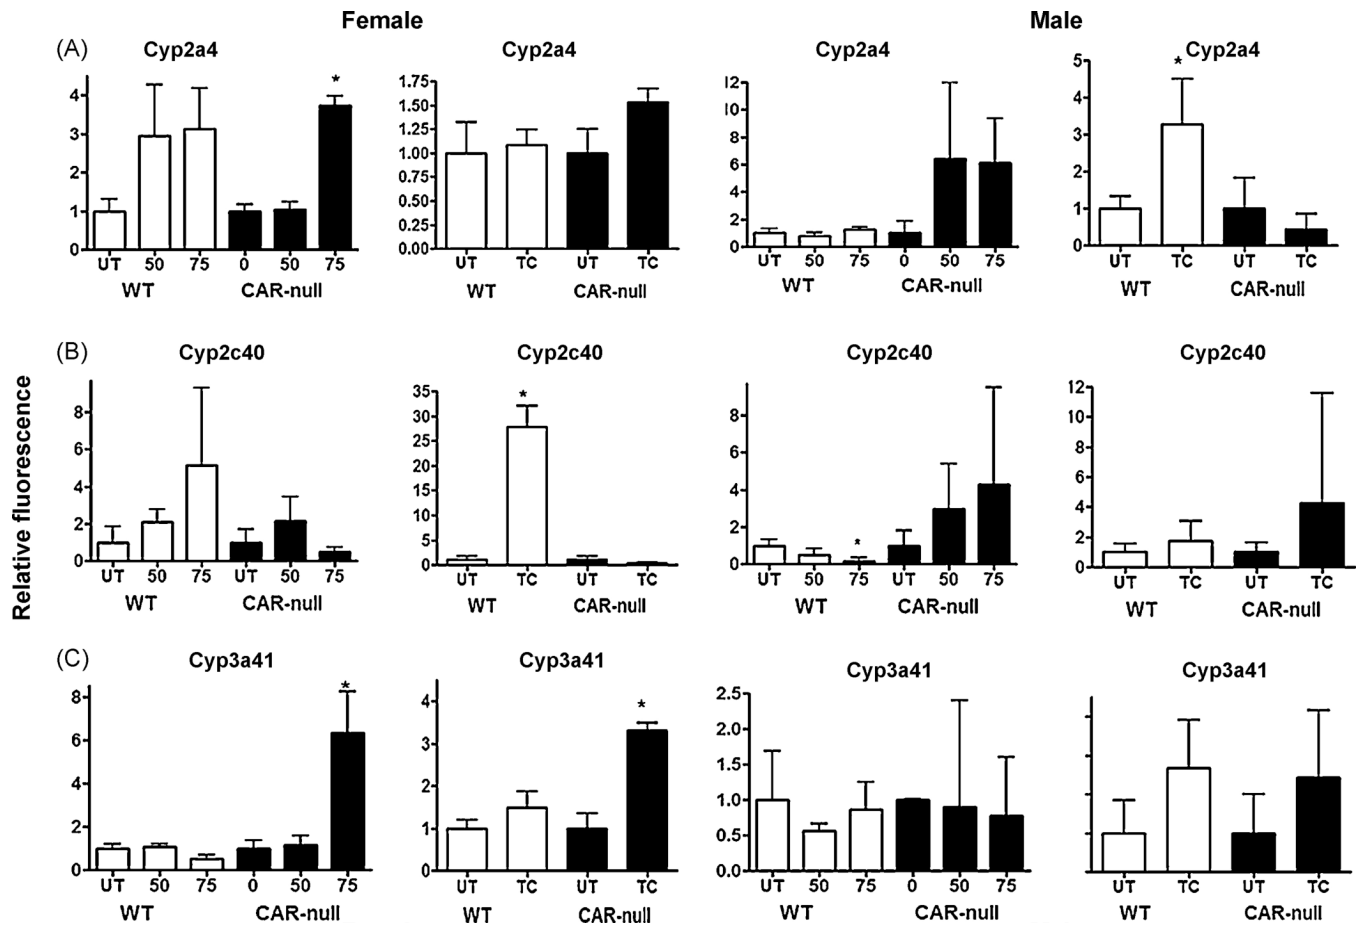 Female Male
(A) Cyp2a4 Cyp2a4 Cyp2a4 Cyp2a4
4 3 2 1 0
*
UT 50 75 0 50 75
WT CAR-null
1.75 1.50 1.25 1.00 0.75 0.50 0.25 0.00
UT TC UT TC
WT CAR-null
12 10 8 6 4 2 0
UT 50 75 0 50 75
WT CAR-null
5 4 3 2 1 0
*
UT TC UT TC
WT CAR-null
Relative fluorescence
(B) Cyp2c40 Cyp2c40 Cyp2c40 Cyp2c40
8 6 4 2 0
UT 50 75 UT 50 75
WT CAR-null
35 30 25 20 15 10 5 0
*
UT TC UT TC
WT CAR-null
8 6 4 2 0
*
UT 50 75 UT 50 75
WT CAR-null
12 10 8 6 4 2 0
UT TC UT TC
WT CAR-null
(C) Cyp3a41 Cyp3a41 Cyp3a41 Cyp3a41
8 6 4 2 0
*
UT 50 75 0 50 75
WT CAR-null
4 3 2 1 0
*
UT TC UT TC
WT CAR-null
2.5 2.0 1.5 1.0 0.5 0.0
UT 50 75 0 50 75
WT CAR-null
UT TC UT TC
WT CAR-null